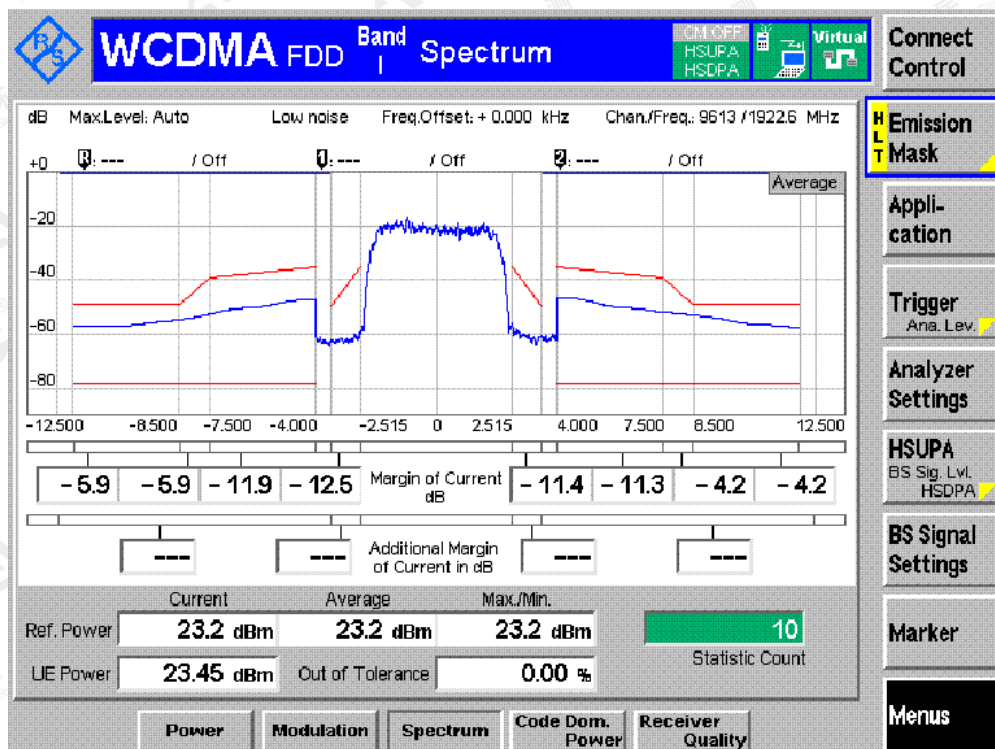 R S
WCDMA FDD Band I Spectrum
CH OFF
HSUPA
HSDPA
Virtual
Connect Control
dB Max.Level: Auto Low noise Freq.Offset: + 0.000 kHz Chan./Freq.: 9613 / 1922.6 MHz
H L T
Emission Mask
+0 R: --- / Off 1: --- / Off 2: --- / Off
Average
-20
-40
-60
-80
-12.500 -8.500 -7.500 -4.000 -2.515 0 2.515 4.000 7.500 8.500 12.500
Appli-
cation
Trigger
Ana. Lev.
Analyzer
Settings
- 5.9 - 5.9 - 11.9 - 12.5 Margin of Current dB - 11.4 - 11.3 - 4.2 - 4.2
HSUPA
BS Sig. Lvl.
HSDPA
--- --- Additional Margin of Current in dB --- ---
BS Signal
Settings
Current Average Max./Min.
Ref. Power 23.2 dBm 23.2 dBm 23.2 dBm 10
Statistic Count
UE Power 23.45 dBm Out of Tolerance 0.00 %
Marker
Power Modulation Spectrum Code Dom. Power Receiver Quality
Menus